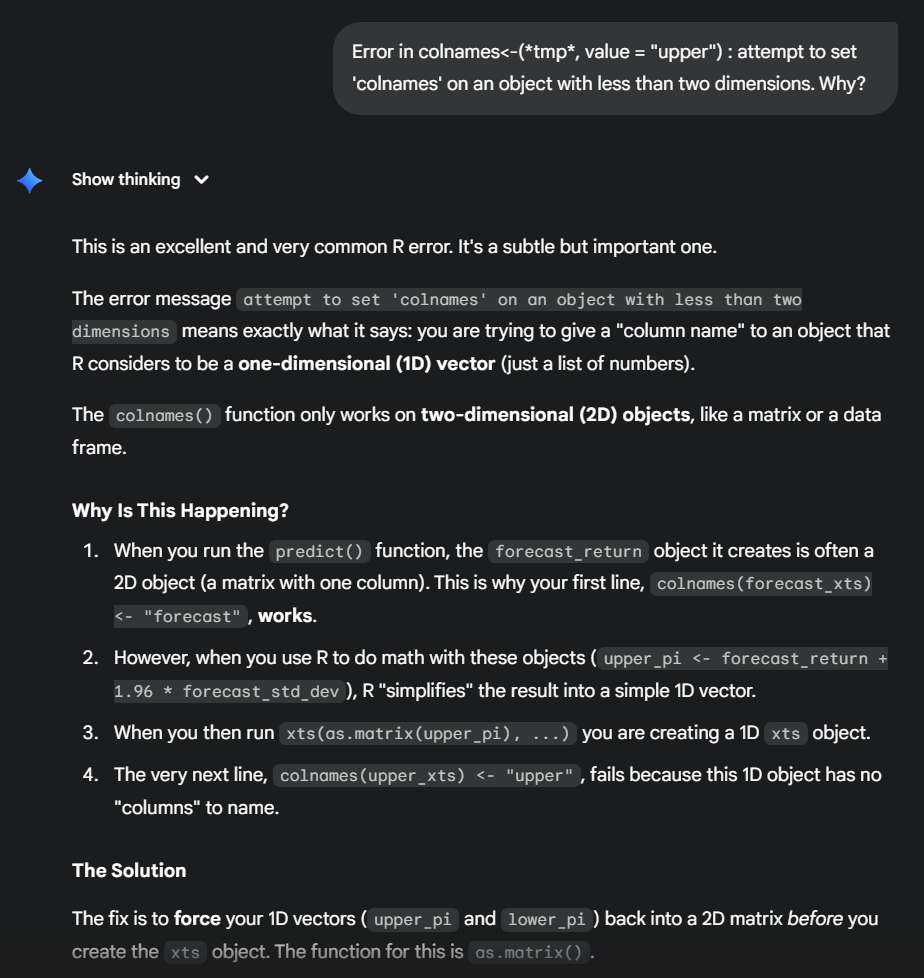 Error in colnames<-(*tmp*, value = "upper") : attempt to set
'colnames' on an object with less than two dimensions. Why?
Show thinking
This is an excellent and very common R error. It's a subtle but important one.
The error message attempt to set 'colnames' on an object with less than two
dimensions means exactly what it says: you are trying to give a "column name" to an object that
R considers to be a one-dimensional (1D) vector (just a list of numbers).
The colnames() function only works on two-dimensional (2D) objects, like a matrix or a data
frame.
Why Is This Happening?
1. When you run the predict() function, the forecast_return object it creates is often a
2D object (a matrix with one column). This is why your first line, colnames(forecast_xts)
<- "forecast", works.
2. However, when you use R to do math with these objects (upper_pi <- forecast_return +
1.96 * forecast_std_dev), R "simplifies" the result into a simple 1D vector.
3. When you then run xts(as.matrix(upper_pi), ...) you are creating a 1D xts object.
4. The very next line, colnames(upper_xts) <- "upper", fails because this 1D object has no
"columns" to name.
The Solution
The fix is to force your 1D vectors (upper_pi and lower_pi) back into a 2D matrix before you
create the xts object. The function for this is as.matrix().